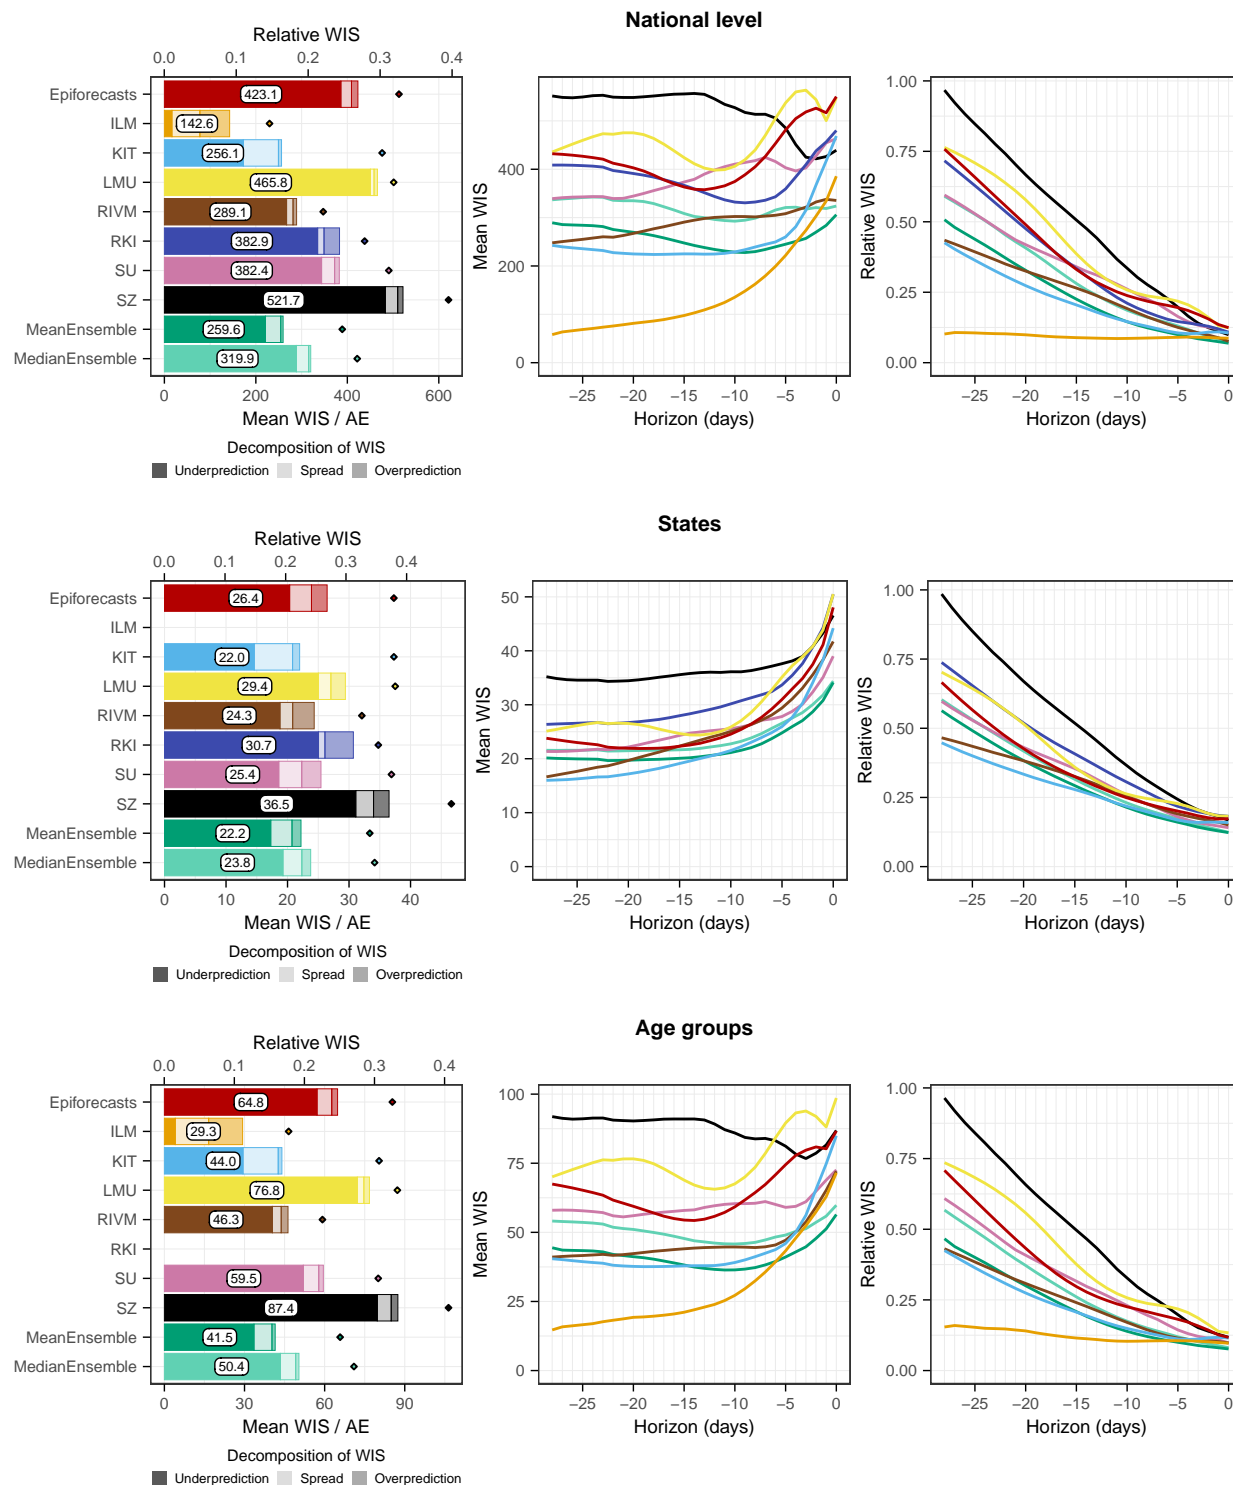 National level
Relative WIS
0.0 0.1 0.2 0.3 0.4
Epiforecasts 423.1
ILM 142.6
KIT 256.1
LMU 465.8
RIVM 289.1
RKI 382.9
SU 382.4
SZ 521.7
MeanEnsemble 259.6
MedianEnsemble 319.9
0 200 400 600
Mean WIS / AE
Decomposition of WIS
Underprediction Spread Overprediction
Mean WIS
400
200
0
−25 −20 −15 −10 −5 0
Horizon (days)
Relative WIS
1.00
0.75
0.50
0.25
0.00
−25 −20 −15 −10 −5 0
Horizon (days)
States
Relative WIS
0.0 0.1 0.2 0.3 0.4
Epiforecasts 26.4
ILM
KIT 22.0
LMU 29.4
RIVM 24.3
RKI 30.7
SU 25.4
SZ 36.5
MeanEnsemble 22.2
MedianEnsemble 23.8
0 10 20 30 40
Mean WIS / AE
Decomposition of WIS
Underprediction Spread Overprediction
Mean WIS
50
40
30
20
10
0
−25 −20 −15 −10 −5 0
Horizon (days)
Relative WIS
1.00
0.75
0.50
0.25
0.00
−25 −20 −15 −10 −5 0
Horizon (days)
Age groups
Relative WIS
0.0 0.1 0.2 0.3 0.4
Epiforecasts 64.8
ILM 29.3
KIT 44.0
LMU 76.8
RIVM 46.3
RKI
SU 59.5
SZ 87.4
MeanEnsemble 41.5
MedianEnsemble 50.4
0 30 60 90
Mean WIS / AE
Decomposition of WIS
Underprediction Spread Overprediction
Mean WIS
100
75
50
25
0
−25 −20 −15 −10 −5 0
Horizon (days)
Relative WIS
1.00
0.75
0.50
0.25
0.00
−25 −20 −15 −10 −5 0
Horizon (days)